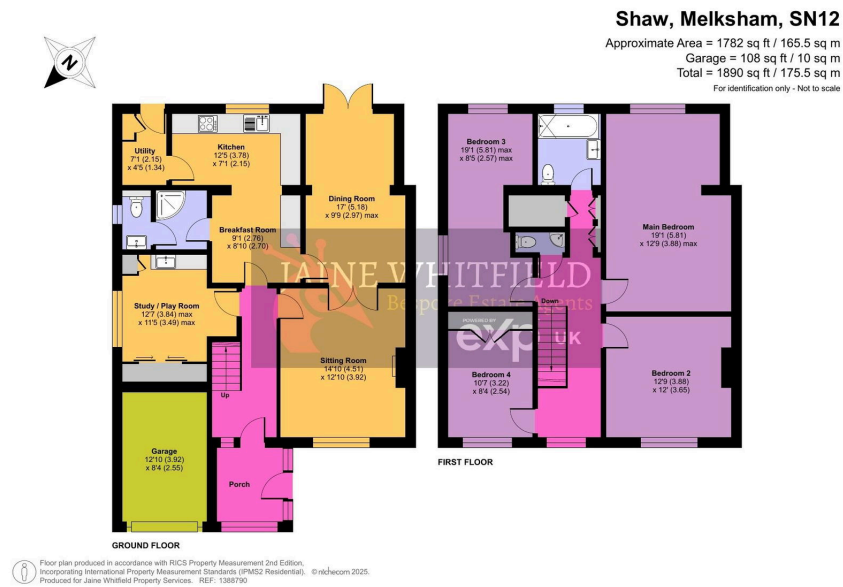 Shaw, Melksham, SN12
Approximate Area = 1782 sq ft / 165.5 sq m
Garage = 108 sq ft / 10 sq m
Total = 1890 sq ft / 175.5 sq m
For identification only - Not to scale
N
Utility
7'1 (2.15)
x 4'5 (1.34)
Kitchen
12'5 (3.78)
x 7'1 (2.15)
Dining Room
17' (5.18)
x 9'9 (2.97) max
Breakfast Room
9'1 (2.76)
x 8'10 (2.70)
Study / Play Room
12'7 (3.84) max
x 11'5 (3.49) max
Sitting Room
14'10 (4.51)
x 12'10 (3.92)
Up
Garage
12'10 (3.92)
x 8'4 (2.55)
Porch
GROUND FLOOR
Bedroom 3
19'1 (5.81) max
x 8'5 (2.57) max
Main Bedroom
19'1 (5.81)
x 12'9 (3.88) max
Down
Bedroom 4
10'7 (3.22)
x 8'4 (2.54)
Bedroom 2
12'9 (3.88)
x 12' (3.65)
FIRST FLOOR
JAINE WHITFIELD
Bespoke Estate Agents
POWERED BY
exp UK
Floor plan produced in accordance with RICS Property Measurement 2nd Edition,
Incorporating International Property Measurement Standards (IPMS2 Residential). © nichecom 2025.
Produced for Jaine Whitfield Property Services. REF: 1388790